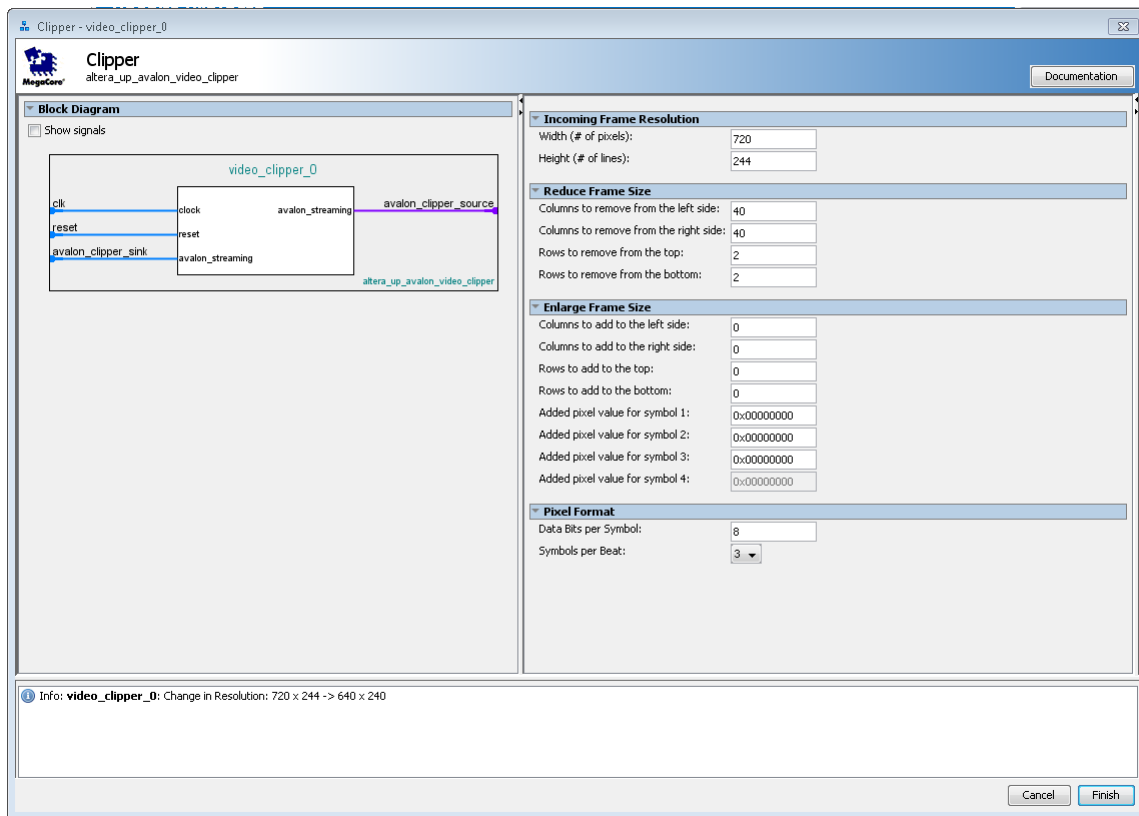 Clipper - video_clipper_0
MegaCore'
Clipper
altera_up_avalon_video_clipper
Documentation
Block Diagram
Show signals
video_clipper_0
clk
clock
avalon_streaming
avalon_clipper_source
reset
reset
avalon_clipper_sink
avalon_streaming
altera_up_avalon_video_clipper
Incoming Frame Resolution
Width (# of pixels): 720
Height (# of lines): 244
Reduce Frame Size
Columns to remove from the left side: 40
Columns to remove from the right side: 40
Rows to remove from the top: 2
Rows to remove from the bottom: 2
Enlarge Frame Size
Columns to add to the left side: 0
Columns to add to the right side: 0
Rows to add to the top: 0
Rows to add to the bottom: 0
Added pixel value for symbol 1: 0x00000000
Added pixel value for symbol 2: 0x00000000
Added pixel value for symbol 3: 0x00000000
Added pixel value for symbol 4: 0x00000000
Pixel Format
Data Bits per Symbol: 8
Symbols per Beat: 3
Info: video_clipper_0: Change in Resolution: 720 x 244 -> 640 x 240
Cancel
Finish